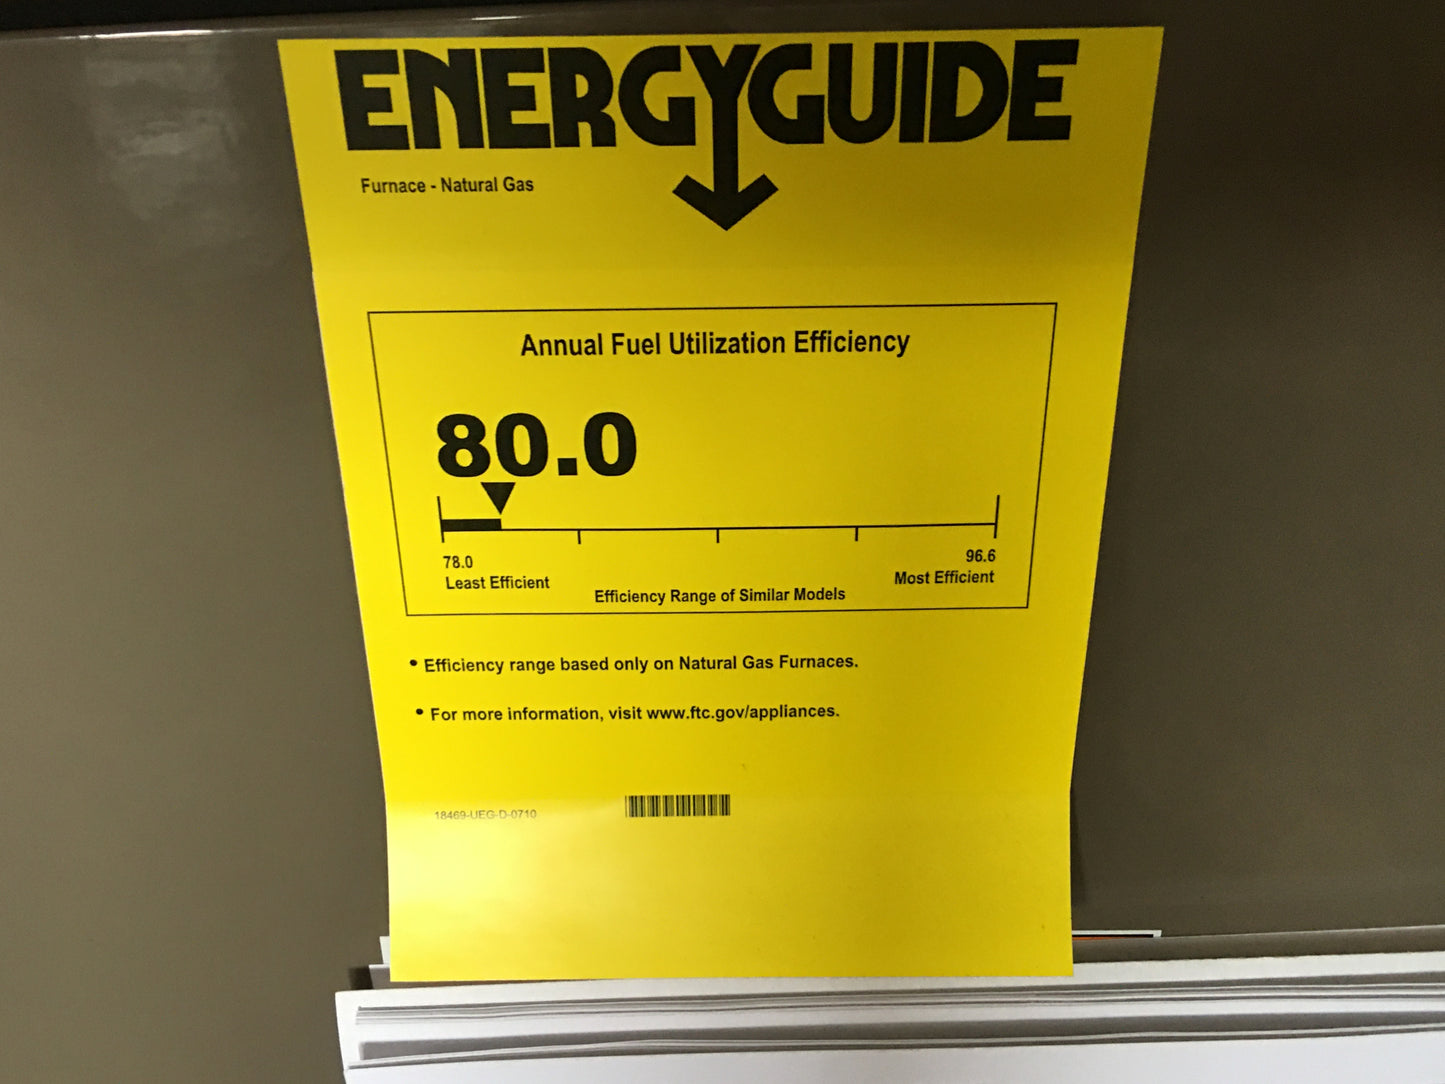 ENERGYGUIDE
Furnace - Natural Gas
Annual Fuel Utilization Efficiency
80.0
78.0
96.6
Least Efficient
Most Efficient
Efficiency Range of Similar Models
• Efficiency range based only on Natural Gas Furnaces.
• For more information, visit www.ftc.gov/appliances.
18469-UEG-D-0710